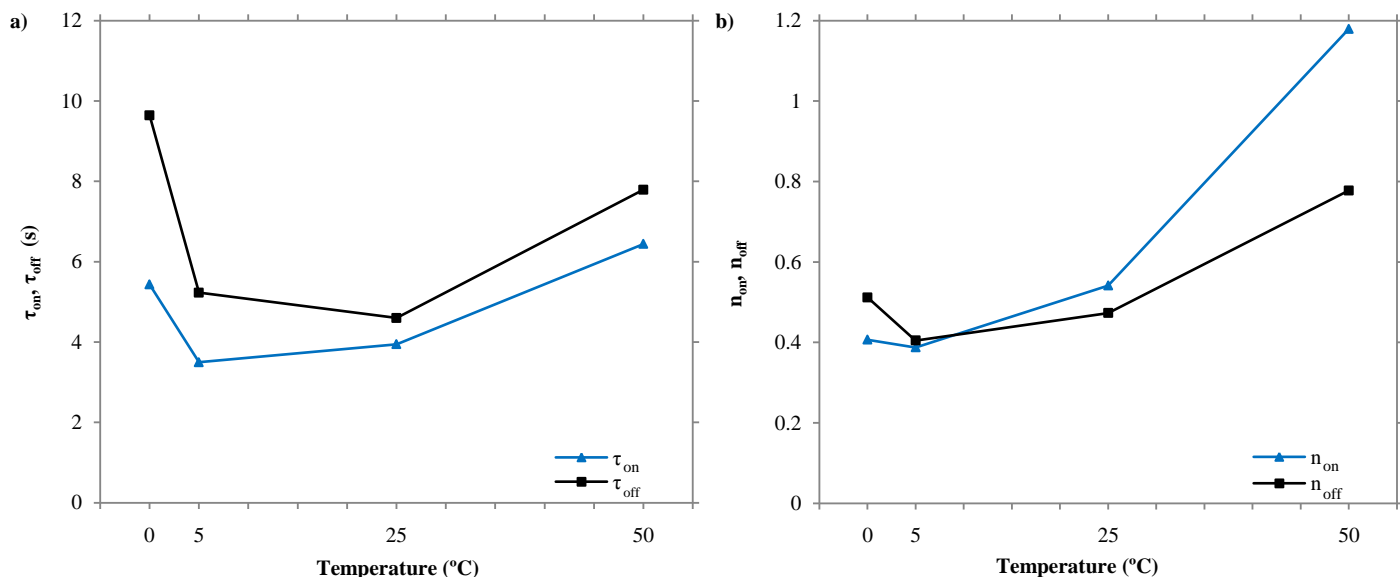 a)
12
10
8
6
4
2
0
τon, τoff (s)
0 5 25 50
Temperature (ºC)
τon
τoff
b)
1.2
1
0.8
0.6
0.4
0.2
0
non, noff
0 5 25 50
Temperature (ºC)
non
noff